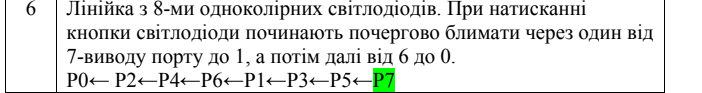 6 Лінійка з 8-ми одноколірних світлодіодів. При натисканні
кнопки світлодіоди починають почергово блимати через один від
7-виводу порту до 1, а потім далі від 6 до 0.
P0← P2←P4←P6←P1←P3←P5←P7